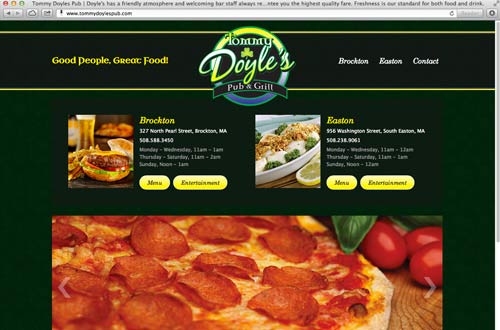 Tommy Doyles Pub | Doyle's has a friendly atmosphere and welcoming bar staff always re...ntee you the highest quality fare. Freshness is our standard for both food and drink.
www.tommydoylespub.com
Reader
Good People, Great Food!
Tommy
Doyle's
Pub & Grill
Brockton Easton Contact
Brockton
327 North Pearl Street, Brockton, MA
508.588.3450
Monday - Wednesday, 11am - 1am
Thursday - Saturday, 11am - 2am
Sunday, Noon - 1am
Menu Entertainment
Easton
956 Washington Street, South Easton, MA
508.238.9061
Monday - Wednesday, 11am - 12am
Thursday - Saturday, 11am - 1am
Sunday, Noon - 12am
Menu Entertainment